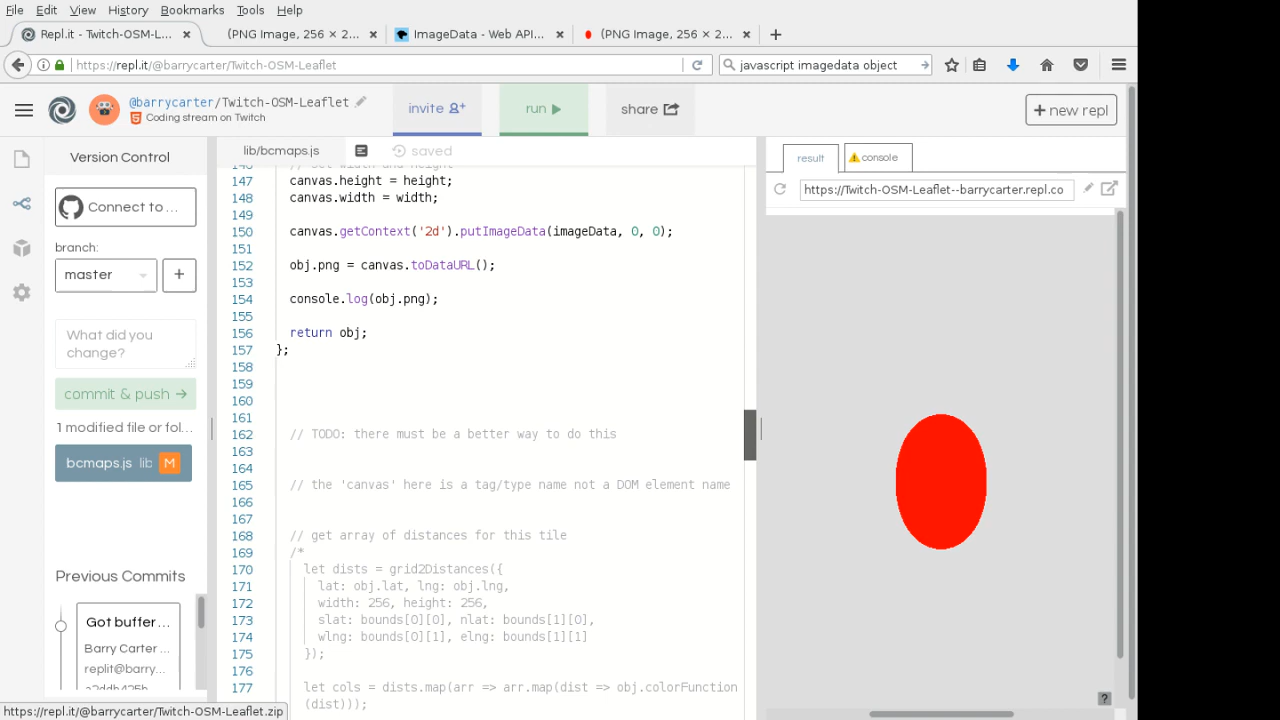 File Edit View History Bookmarks Tools Help
Repl.it - Twitch-OSM-L… × (PNG Image, 256 × 2... × ImageData - Web API... × (PNG Image, 256 × 2... × +
https://repl.it/@barrycarter/Twitch-OSM-Leaflet
javascript imagedata object
@barrycarter/Twitch-OSM-Leaflet
Coding stream on Twitch
invite
run
share
+ new repl
Version Control
Connect to ...
branch:
master
+
What did you change?
commit & push →
1 modified file or fol...
bcmaps.js lib M
Previous Commits
Got buffer...
Barry Carter
replit@barry...
lib/bcmaps.js
saved
147 canvas.height = height;
148 canvas.width = width;
149
150 canvas.getContext('2d').putImageData(imageData, 0, 0);
151
152 obj.png = canvas.toDataURL();
153
154 console.log(obj.png);
155
156 return obj;
157 };
158
159
160
161
162 // TODO: there must be a better way to do this
163
164
165 // the 'canvas' here is a tag/type name not a DOM element name
166
167
168 // get array of distances for this tile
169 /*
170 let dists = grid2Distances({
171 lat: obj.lat, lng: obj.lng,
172 width: 256, height: 256,
173 slat: bounds[0][0], nlat: bounds[1][0],
174 wlng: bounds[0][1], elng: bounds[1][1]
175 });
176
177 let cols = dists.map(arr => arr.map(dist => obj.colorFunction
(dist)));
result
console
https://Twitch-OSM-Leaflet--barrycarter.repl.co
?
https://repl.it/@barrycarter/Twitch-OSM-Leaflet.zip